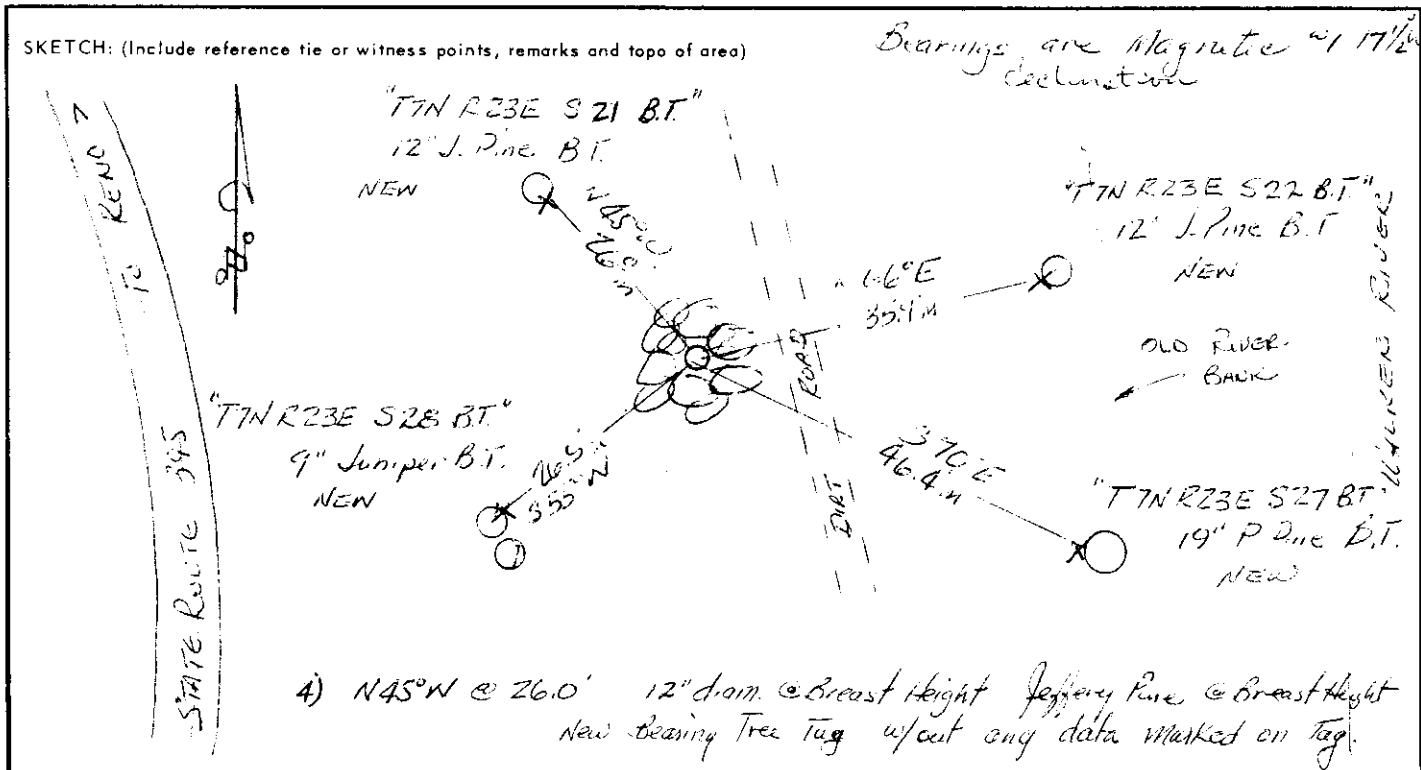 SKETCH: (Include reference tie or witness points, remarks and topo of area)
Bearings are Magnetic w/ 17½°
declination
"T7N R23E S21 B.T."
12" J. Pine B.T.
NEW
TO RENO
N45°
26.0'
"T7N R23E S22 B.T."
12" J. Pine B.T
NEW
66°E
35.4
OLD RIVER
BANK
RIVER
"T7N R23E S28 B.T."
9" Juniper B.T.
NEW
26.5'
S70°E
46.4
DIRT ROAD
"T7N R23E S27 B.T."
19" P Pine B.T.
NEW
STATE ROUTE 395
4) N45°W @ 26.0' 12" diam. @ Breast Height Jeffery Pine @ Breast Height
New Bearing Tree Tag w/out any data marked on Tag.